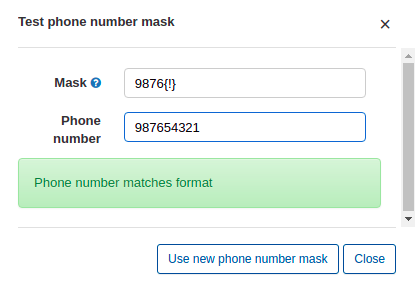 Test phone number mask
×
Mask ?
9876{!}
Phone
number
987654321
Phone number matches format
Use new phone number mask Close